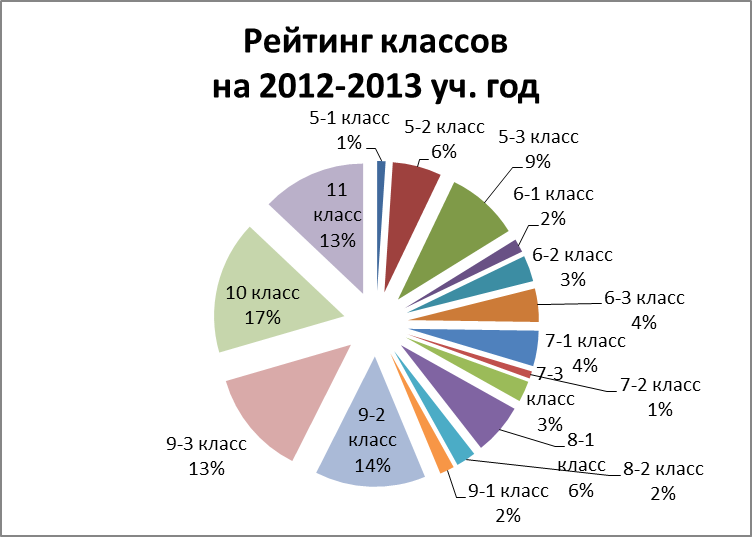 Рейтинг классов
на 2012-2013 уч. год
5-1 класс
1%
5-2 класс
6%
5-3 класс
9%
6-1 класс
2%
6-2 класс
3%
6-3 класс
4%
7-1 класс
4%
7-2 класс
1%
7-3
класс
3%
8-1
класс
6%
8-2 класс
2%
9-1 класс
2%
9-2
класс
14%
9-3 класс
13%
10 класс
17%
11
класс
13%